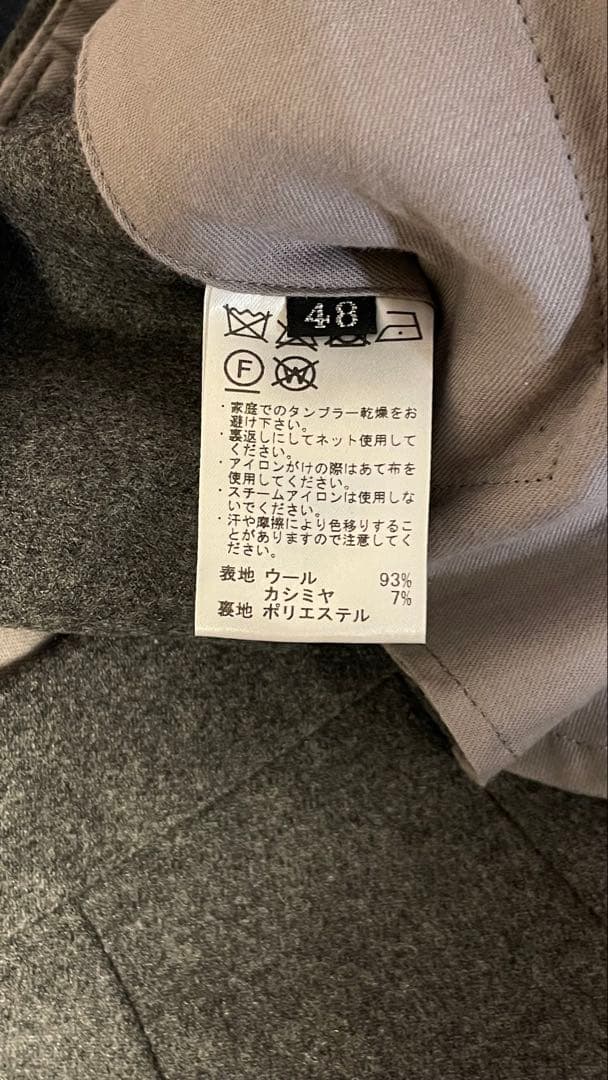 48
F
W
・家庭でのタンブラー乾燥をお
避け下さい。
・裏返しにしてネット使用して
ください。
・アイロンがけの際はあて布を
使用してください。
・スチームアイロンは使用しな
いでください。
・汗や摩擦により色移りするこ
とがありますので注意してく
ださい。
表地 ウール 93%
カシミヤ 7%
裏地 ポリエステル